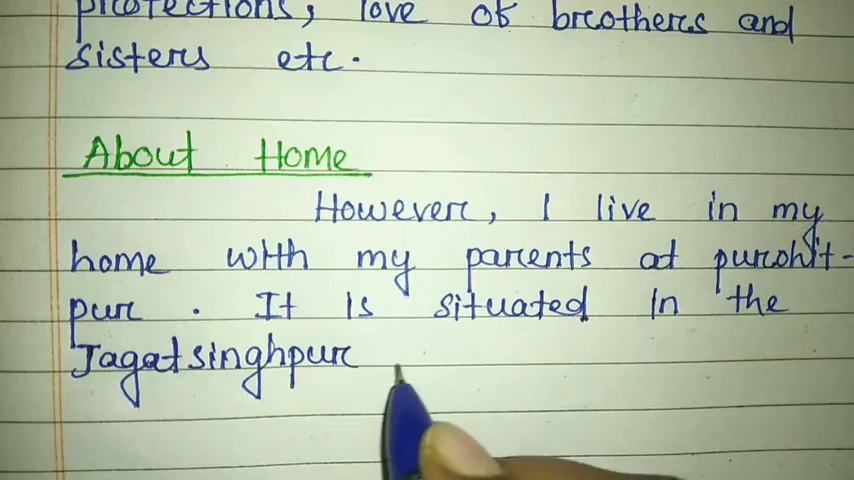 protections, love of brothers and
sisters etc.
About Home
However, I live in my
home with my parents at purohit-
pur. It is situated in the
Jagatsinghpur